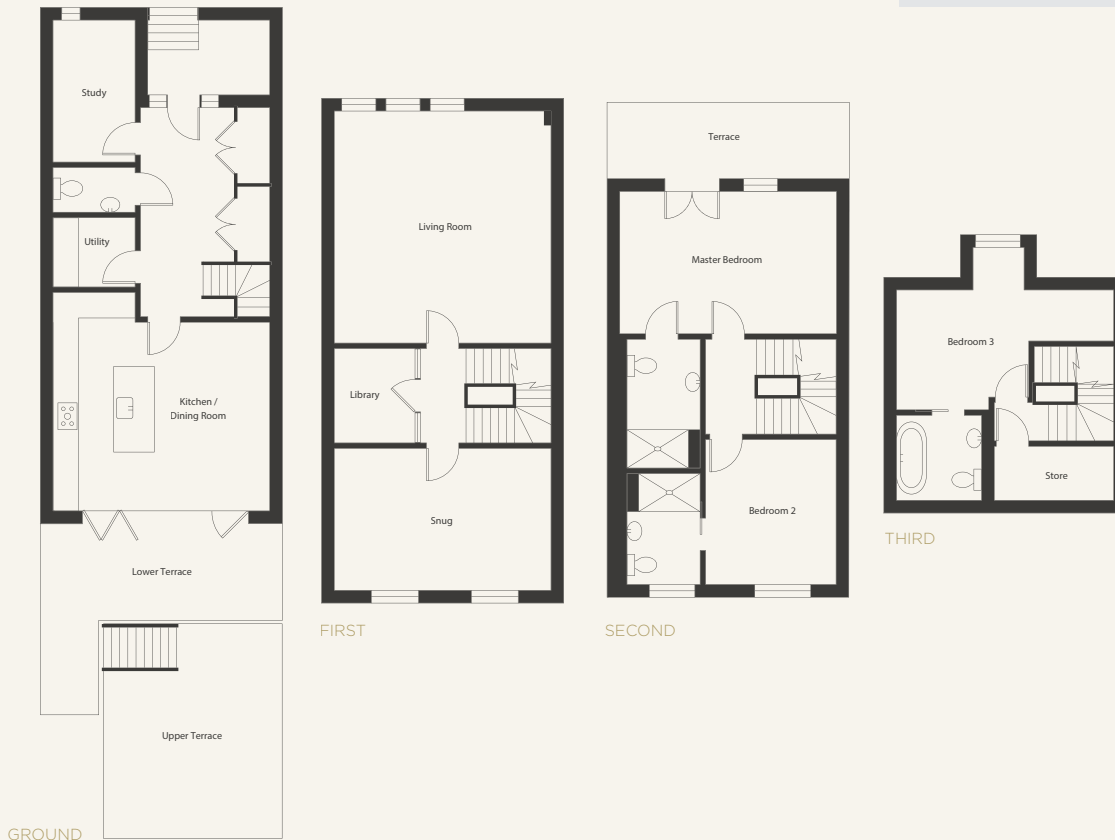 Study
Utility
Kitchen /
Dining Room
Lower Terrace
Upper Terrace
GROUND
Living Room
Library
Snug
FIRST
Terrace
Master Bedroom
Bedroom 2
SECOND
Bedroom 3
Store
THIRD